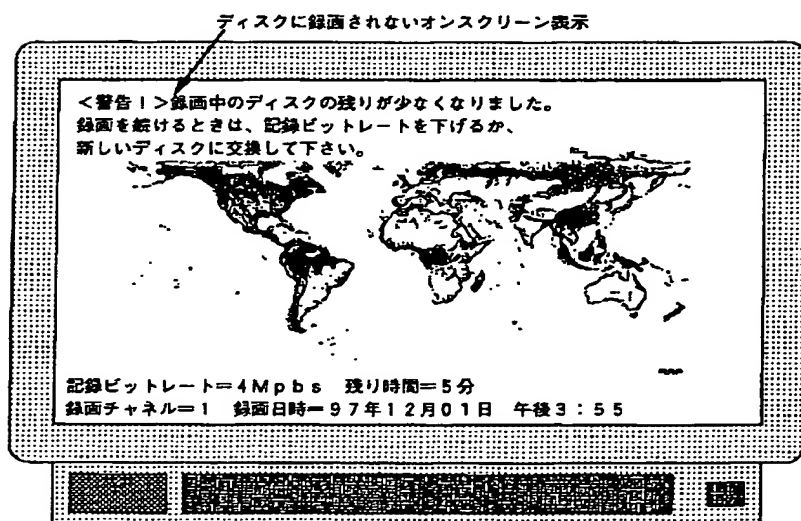 ディスクに録画されないオンスクリーン表示
<警告!>録画中のディスクの残りが少なくなりました。
録画を続けるときは、記録ビットレートを下げるか、
新しいディスクに交換して下さい。
記録ビットレート=4Mpbs 残り時間=5分
録画チャネル=1 録画日時=97年12月01日 午後3:55